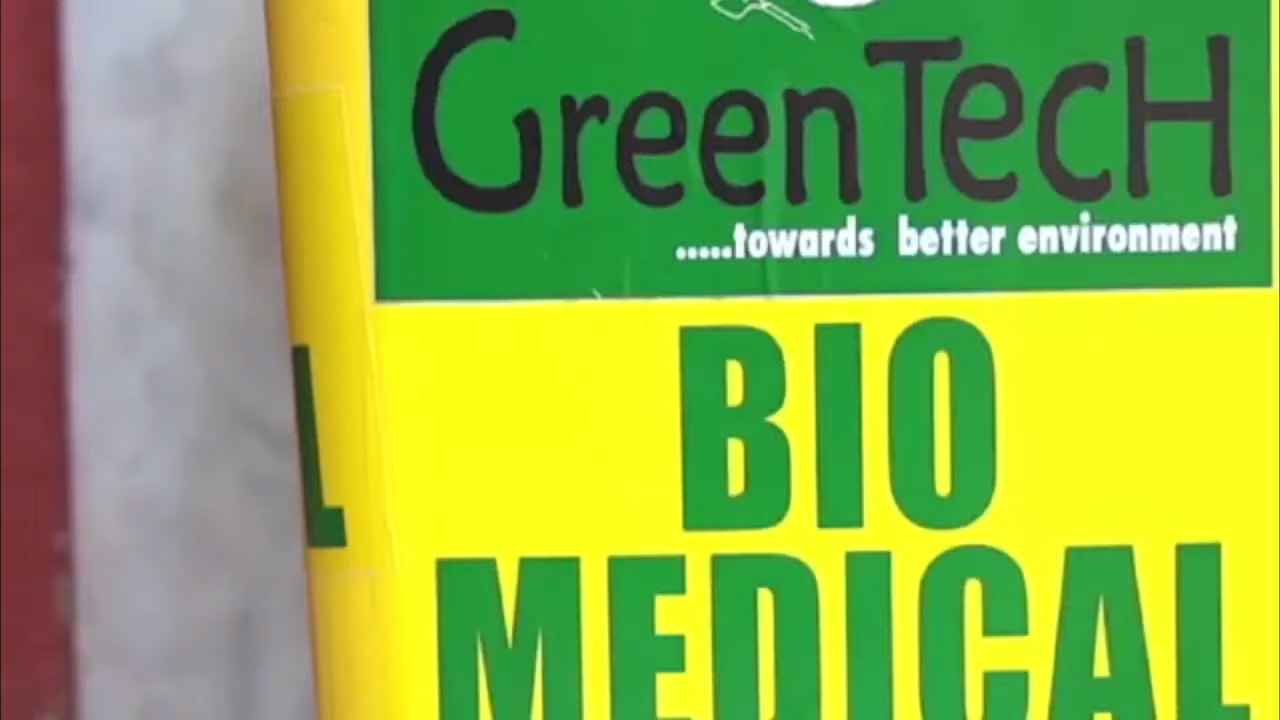 GreenTecH
.....towards better environment
BIO
L
MEDICAL